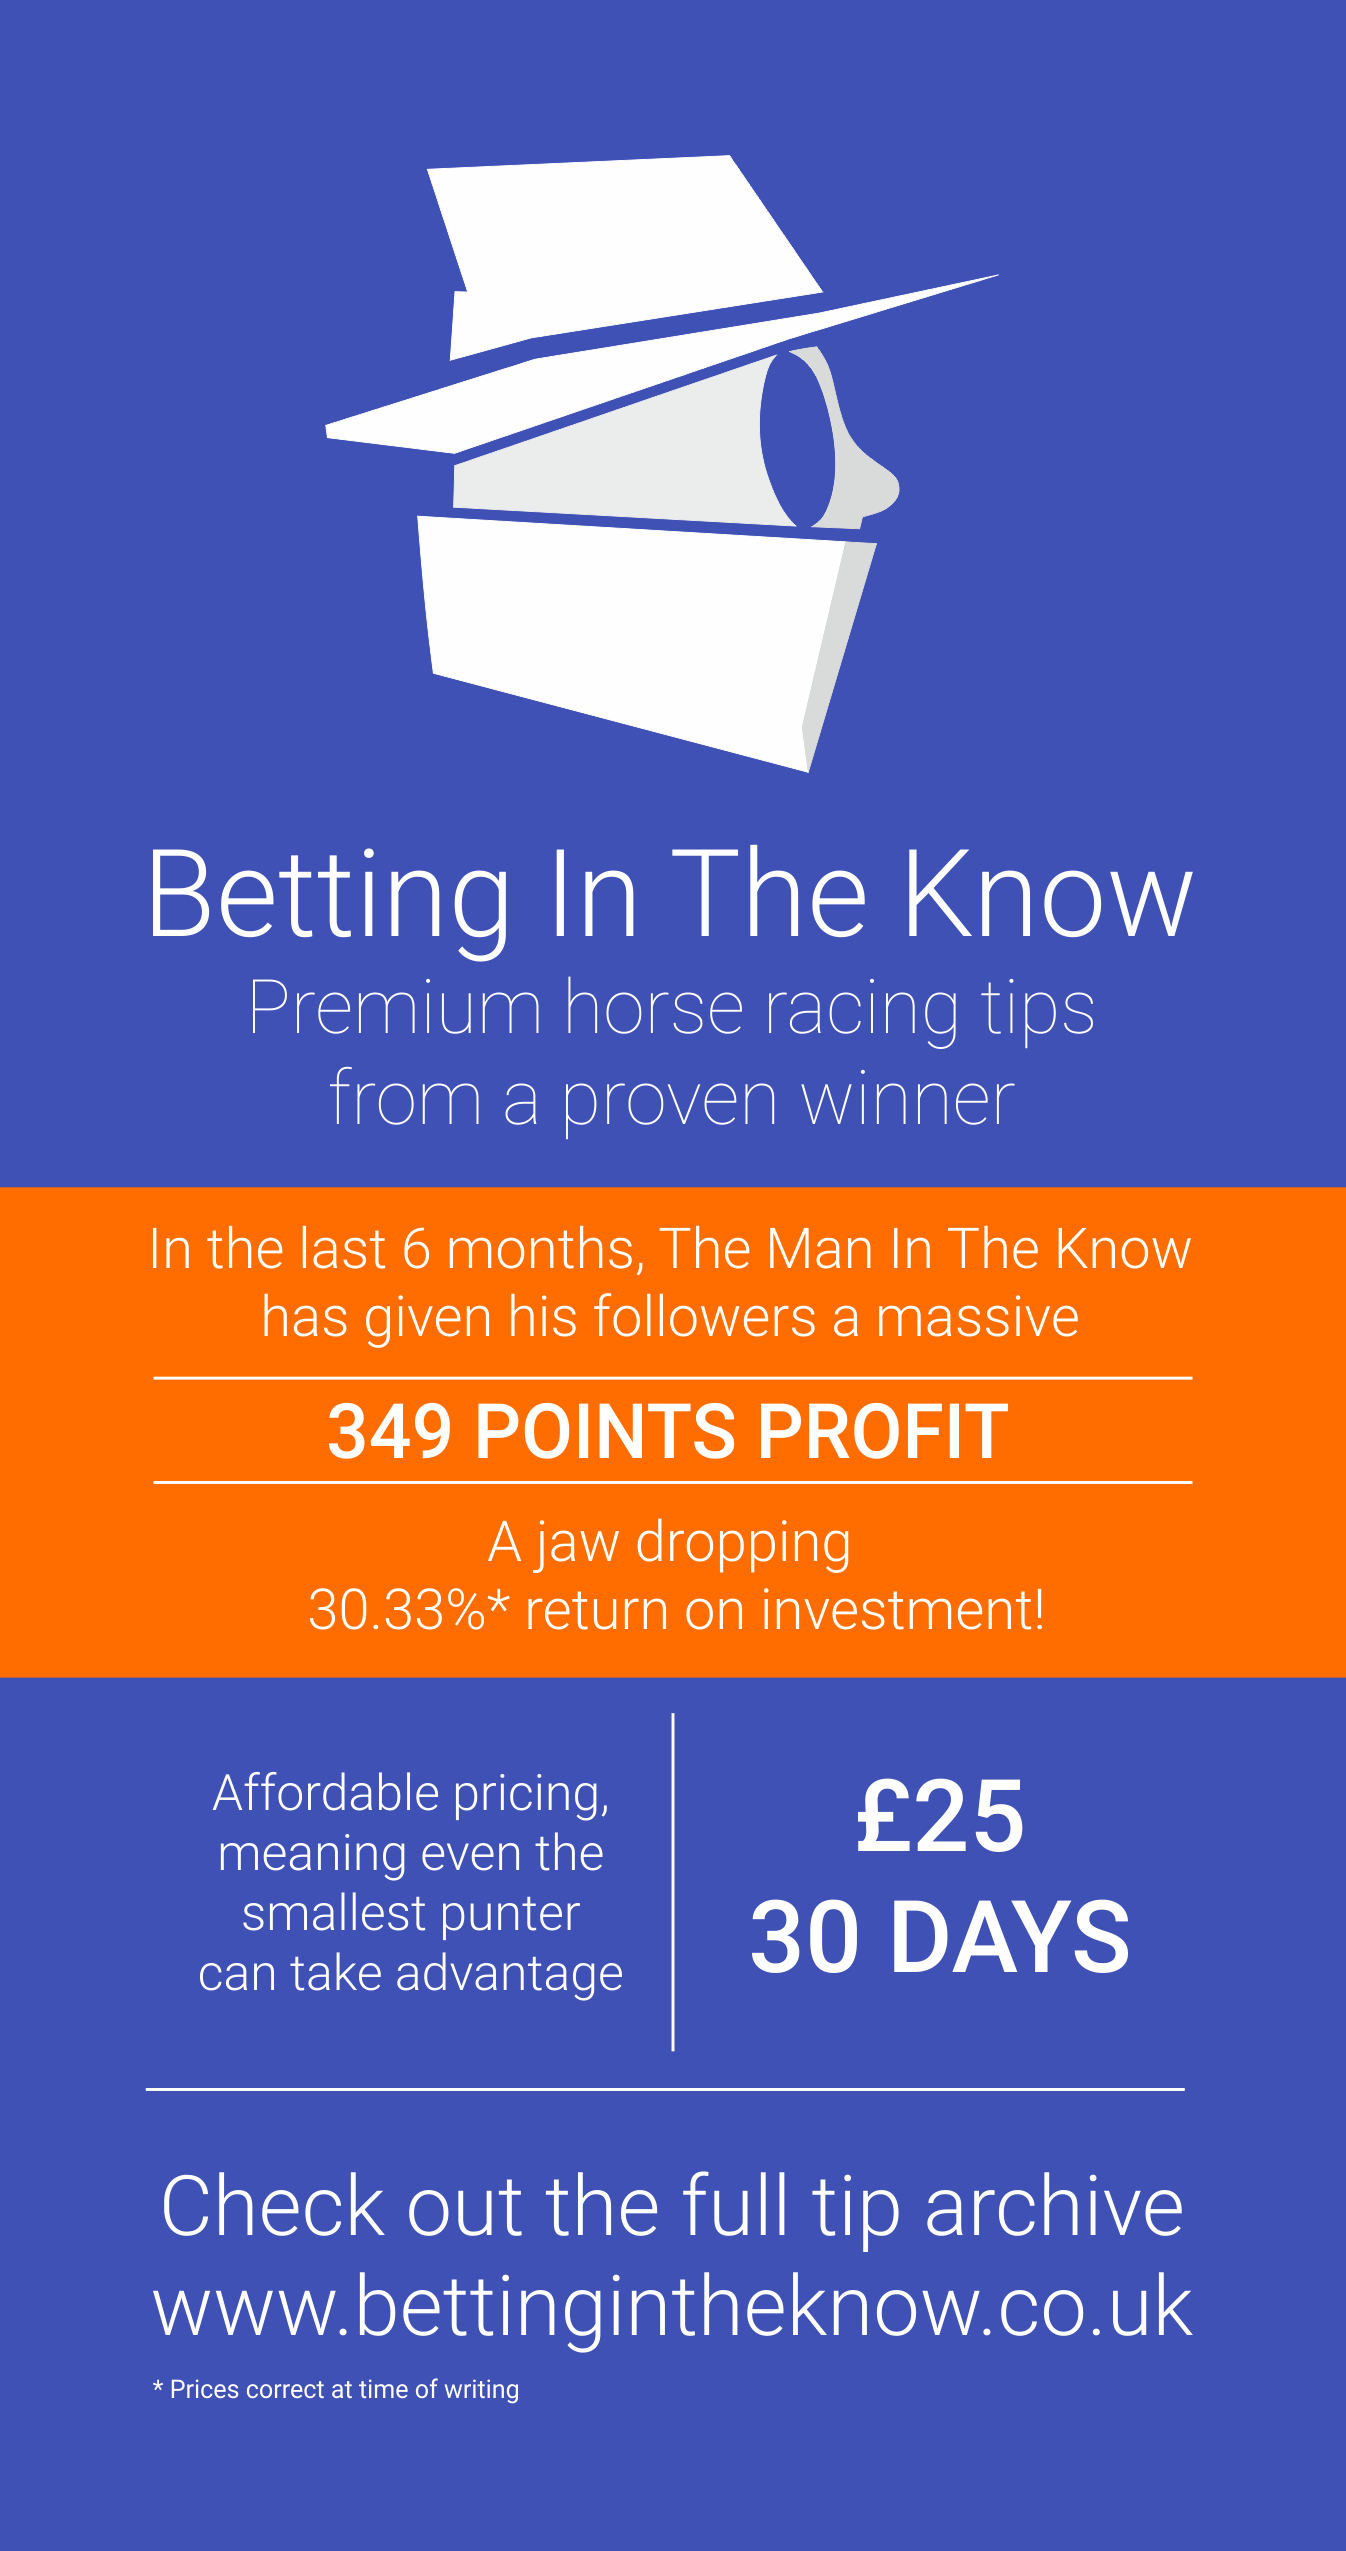 Betting In The Know
Premium horse racing tips
from a proven winner
In the last 6 months, The Man In The Know
has given his followers a massive
349 POINTS PROFIT
A jaw dropping
30.33%* return on investment!
Affordable pricing,
meaning even the
smallest punter
can take advantage
£25
30 DAYS
Check out the full tip archive
www.bettingintheknow.co.uk
* Prices correct at time of writing